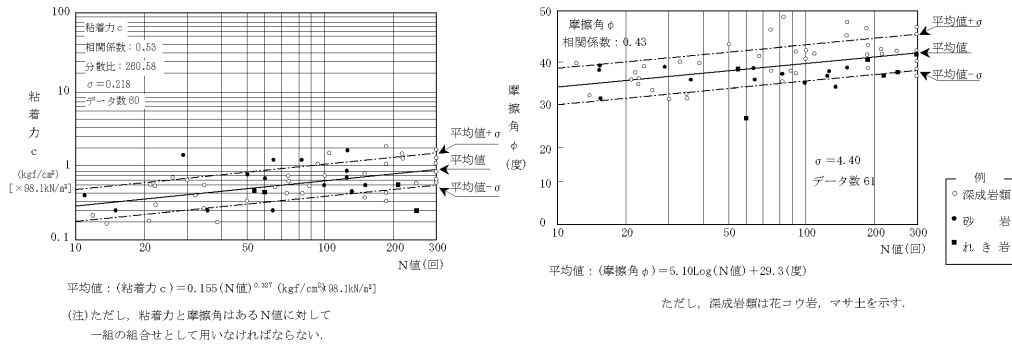 100
10
1
0.1
粘着力c
相関係数：0.53
分散比：280.58
σ=0.218
データ数60
粘着力c
(kgf/cm²)
[×98.1kN/m²]
平均値+σ
平均値
平均値-σ
10
20
50
100
200
300
N値(回)
平均値：(粘着力c)=0.155(N値)^0.327 (kgf/cm²)×98.1kN/m²]
(注)ただし，粘着力と摩擦角はあるN値に対して
一組の組合せとして用いなければならない.
50
40
30
20
10
0
摩擦角φ
相関係数：0.43
摩擦角φ(度)
平均値+σ
平均値
平均値-σ
σ=4.40
データ数61
10
20
50
100
200
300
N値(回)
例
○深成岩類
●砂 岩
■れき岩
平均値：(摩擦角φ)=5.10Log(N値)+29.3(度)
ただし，深成岩類は花コウ岩，マサ土を示す.